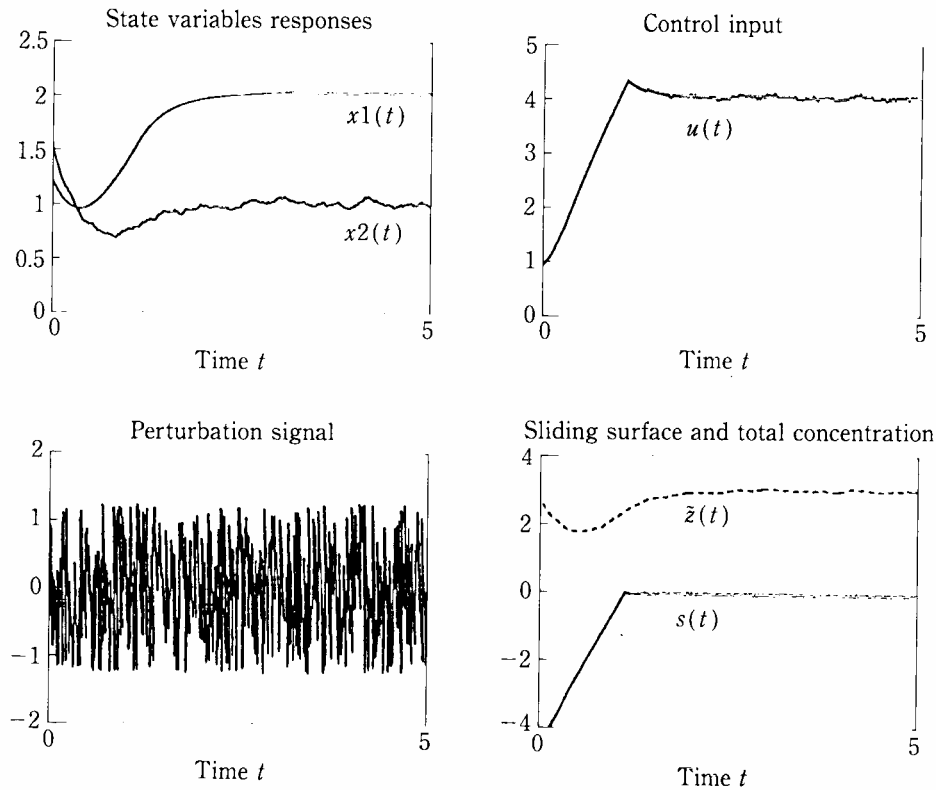 State variables responses
2.5
2
1.5
1
0.5
0
x1(t)
x2(t)
0
5
Time t
Control input
5
4
3
2
1
0
u(t)
0
5
Time t
Perturbation signal
2
1
0
−1
−2
0
5
Time t
Sliding surface and total concentration
4
2
0
−2
−4
z̃(t)
s(t)
0
5
Time t